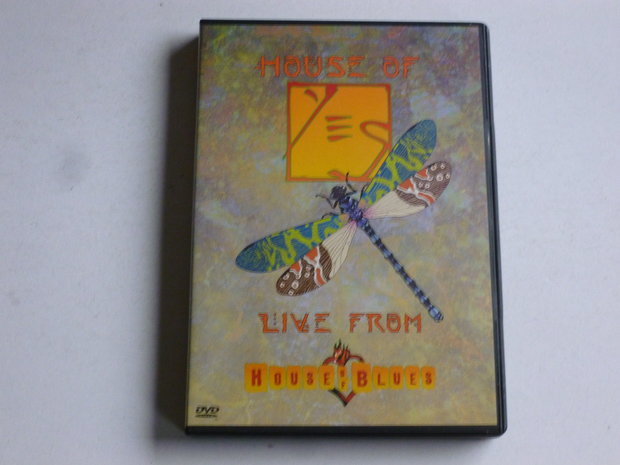 HOUSE OF
YES
LIVE FROM
HOUSE OF BLUES
DVD